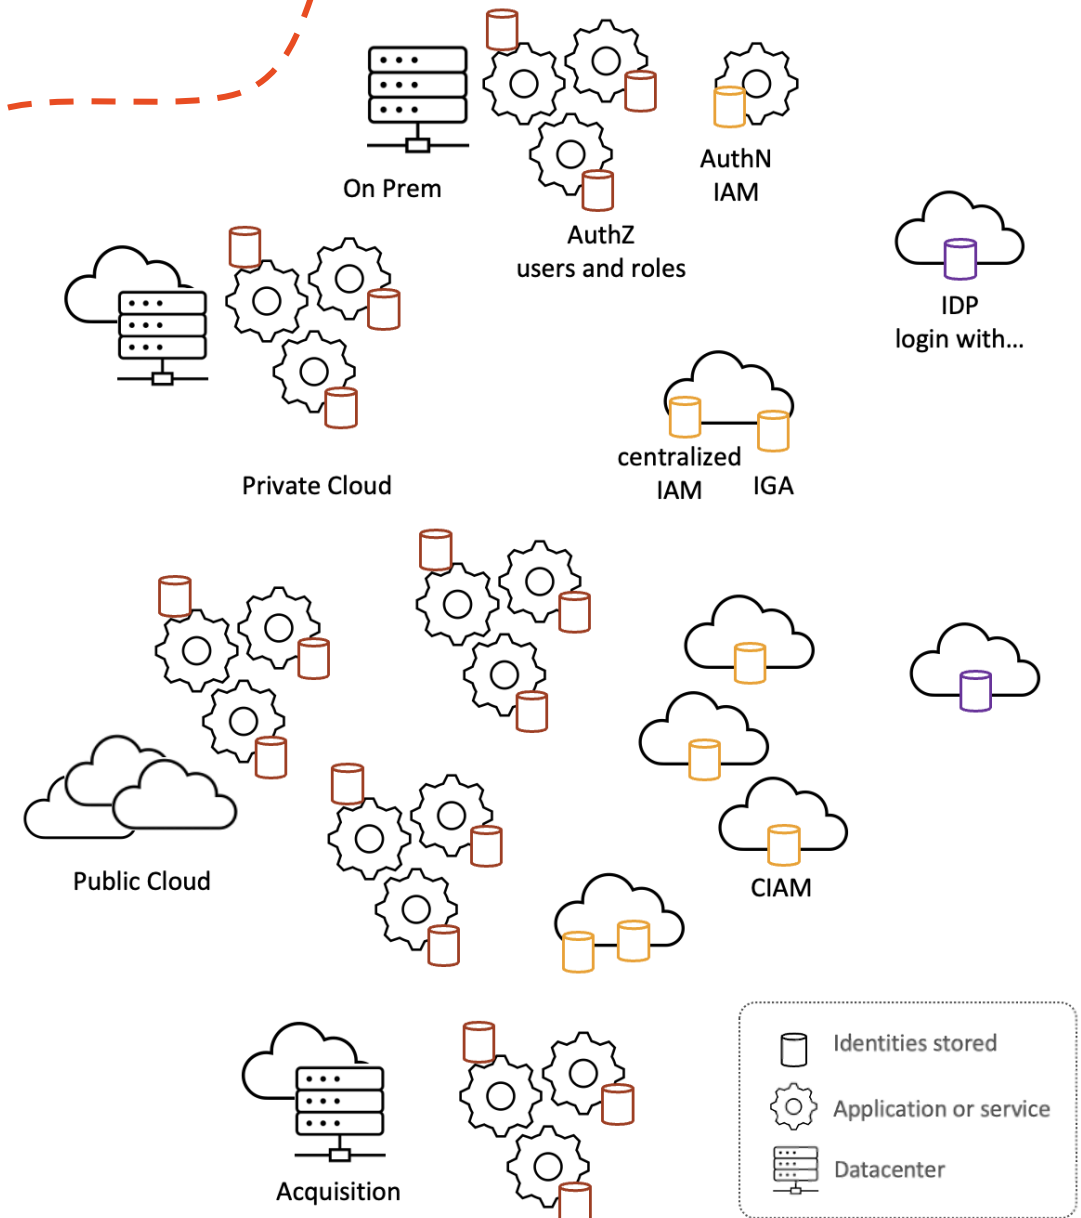 On Prem
AuthN
IAM
AuthZ
users and roles
IDP
login with...
centralized
IAM
IGA
Private Cloud
Public Cloud
CIAM
Acquisition
Identities stored
Application or service
Datacenter